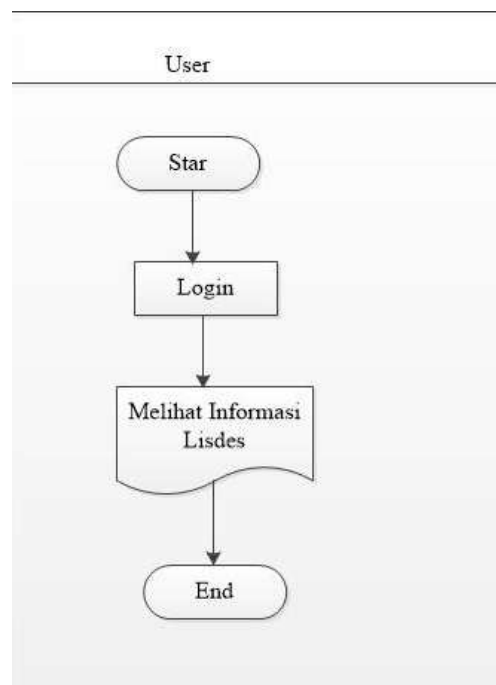 User
Star
Login
Melihat Informasi
Lisdes
End